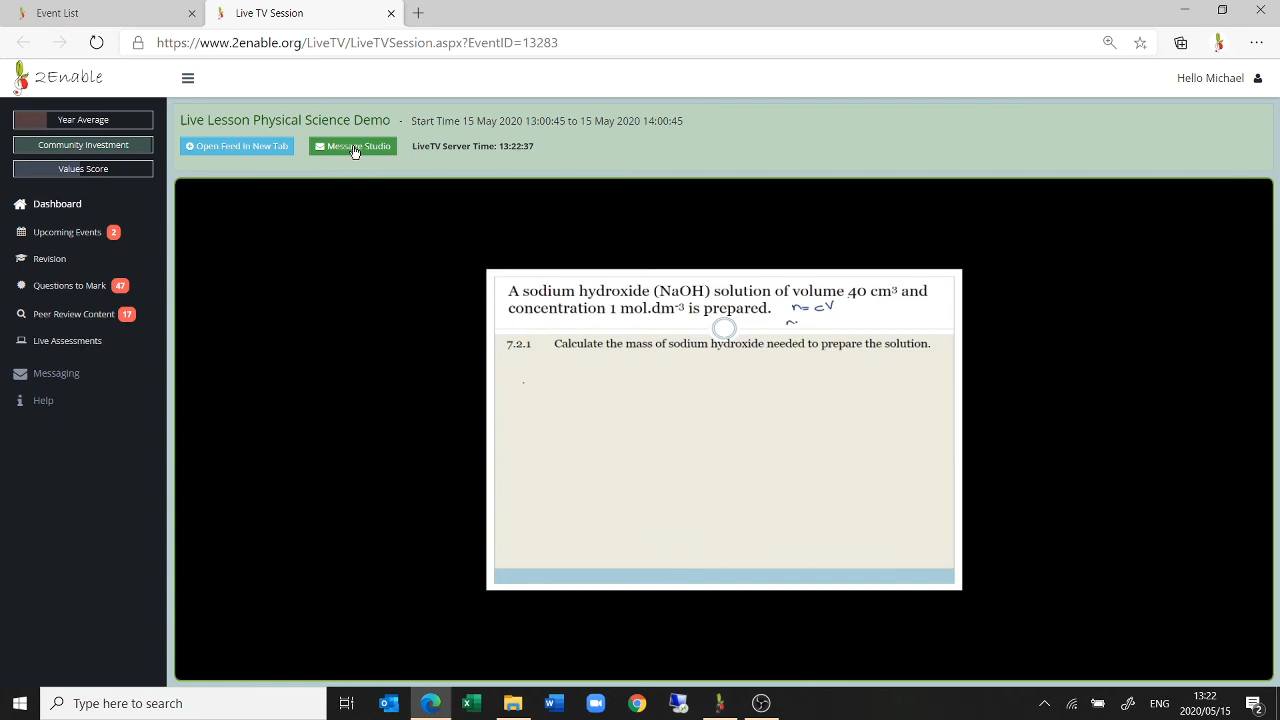 Event List
Live TV Session
https://www.2enable.org/LiveTV/LiveTVSession.aspx?EventID=13283
2Enable
Hello Michael
Year Average
Community Investment
Values Score
Dashboard
Upcoming Events 2
Revision
Questions to Mark 47
Peer Review Content 17
Live Assessments
Messaging
Help
Live Lesson Physical Science Demo - Start Time 15 May 2020 13:00:45 to 15 May 2020 14:00:45
Open Feed In New Tab Message Studio LiveTV Server Time: 13:22:37
A sodium hydroxide (NaOH) solution of volume 40 cm³ and
concentration 1 mol.dm⁻³ is prepared. n= cV
7.2.1 Calculate the mass of sodium hydroxide needed to prepare the solution.
Type here to search
ENG
13:22
2020/05/15
2